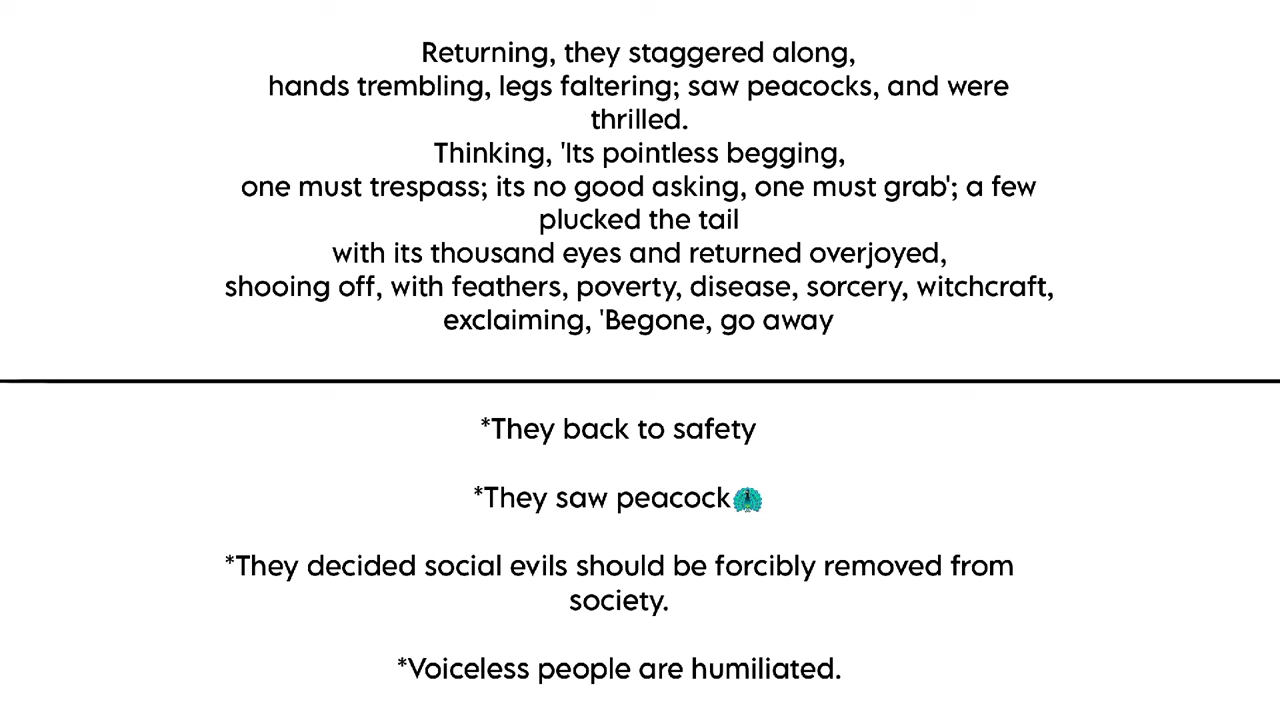 Returning, they staggered along,
hands trembling, legs faltering; saw peacocks, and were
thrilled.
Thinking, 'Its pointless begging,
one must trespass; its no good asking, one must grab'; a few
plucked the tail
with its thousand eyes and returned overjoyed,
shooing off, with feathers, poverty, disease, sorcery, witchcraft,
exclaiming, 'Begone, go away
*They back to safety
*They saw peacock🦚
*They decided social evils should be forcibly removed from
society.
*Voiceless people are humiliated.